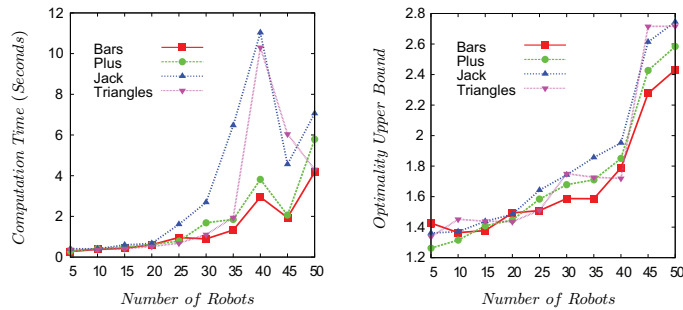 Computation Time (Seconds)
12
10
8
6
4
2
0
Bars
Plus
Jack
Triangles
5 10 15 20 25 30 35 40 45 50
Number of Robots
Optimality Upper Bound
2.8
2.6
2.4
2.2
2
1.8
1.6
1.4
1.2
Bars
Plus
Jack
Triangles
5 10 15 20 25 30 35 40 45 50
Number of Robots